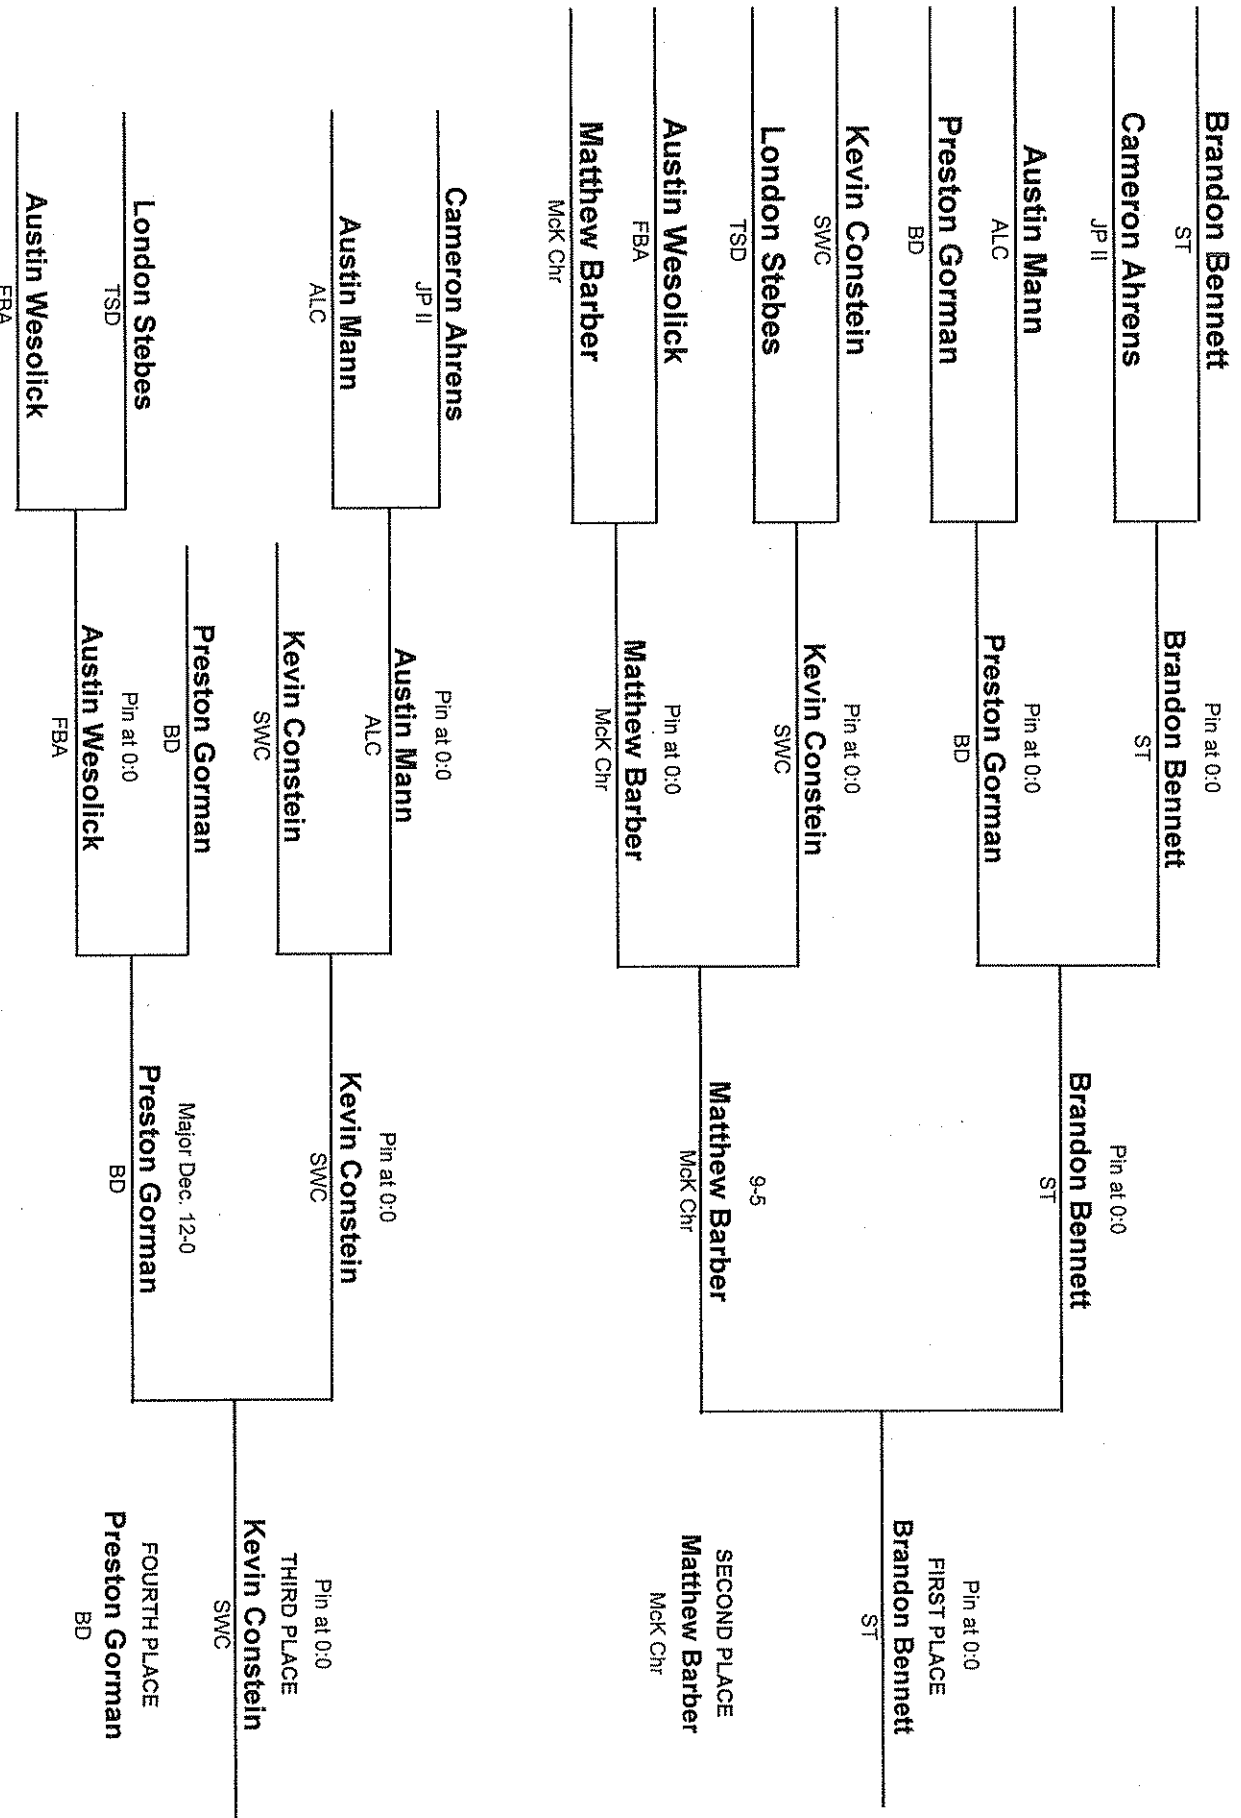 Brandon Bennett
ST
Cameron Ahrens
JP II
Austin Mann
ALC
Preston Gorman
BD
Kevin Constein
SWC
London Stebes
TSD
Austin Wesolick
FBA
Matthew Barber
McK Chr
Pin at 0:0
Brandon Bennett
ST
Pin at 0:0
Preston Gorman
BD
Pin at 0:0
Kevin Constein
SWC
Pin at 0:0
Matthew Barber
McK Chr
Pin at 0:0
Brandon Bennett
ST
9-5
Matthew Barber
McK Chr
Pin at 0:0
FIRST PLACE
Brandon Bennett
ST
SECOND PLACE
Matthew Barber
McK Chr
Cameron Ahrens
JP II
Austin Mann
ALC
London Stebes
TSD
Austin Wesolick
FBA
Pin at 0:0
Austin Mann
ALC
Kevin Constein
SWC
Preston Gorman
BD
Pin at 0:0
Austin Wesolick
FBA
Pin at 0:0
Kevin Constein
SWC
Major Dec. 12-0
Preston Gorman
BD
Pin at 0:0
THIRD PLACE
Kevin Constein
SWC
FOURTH PLACE
Preston Gorman
BD